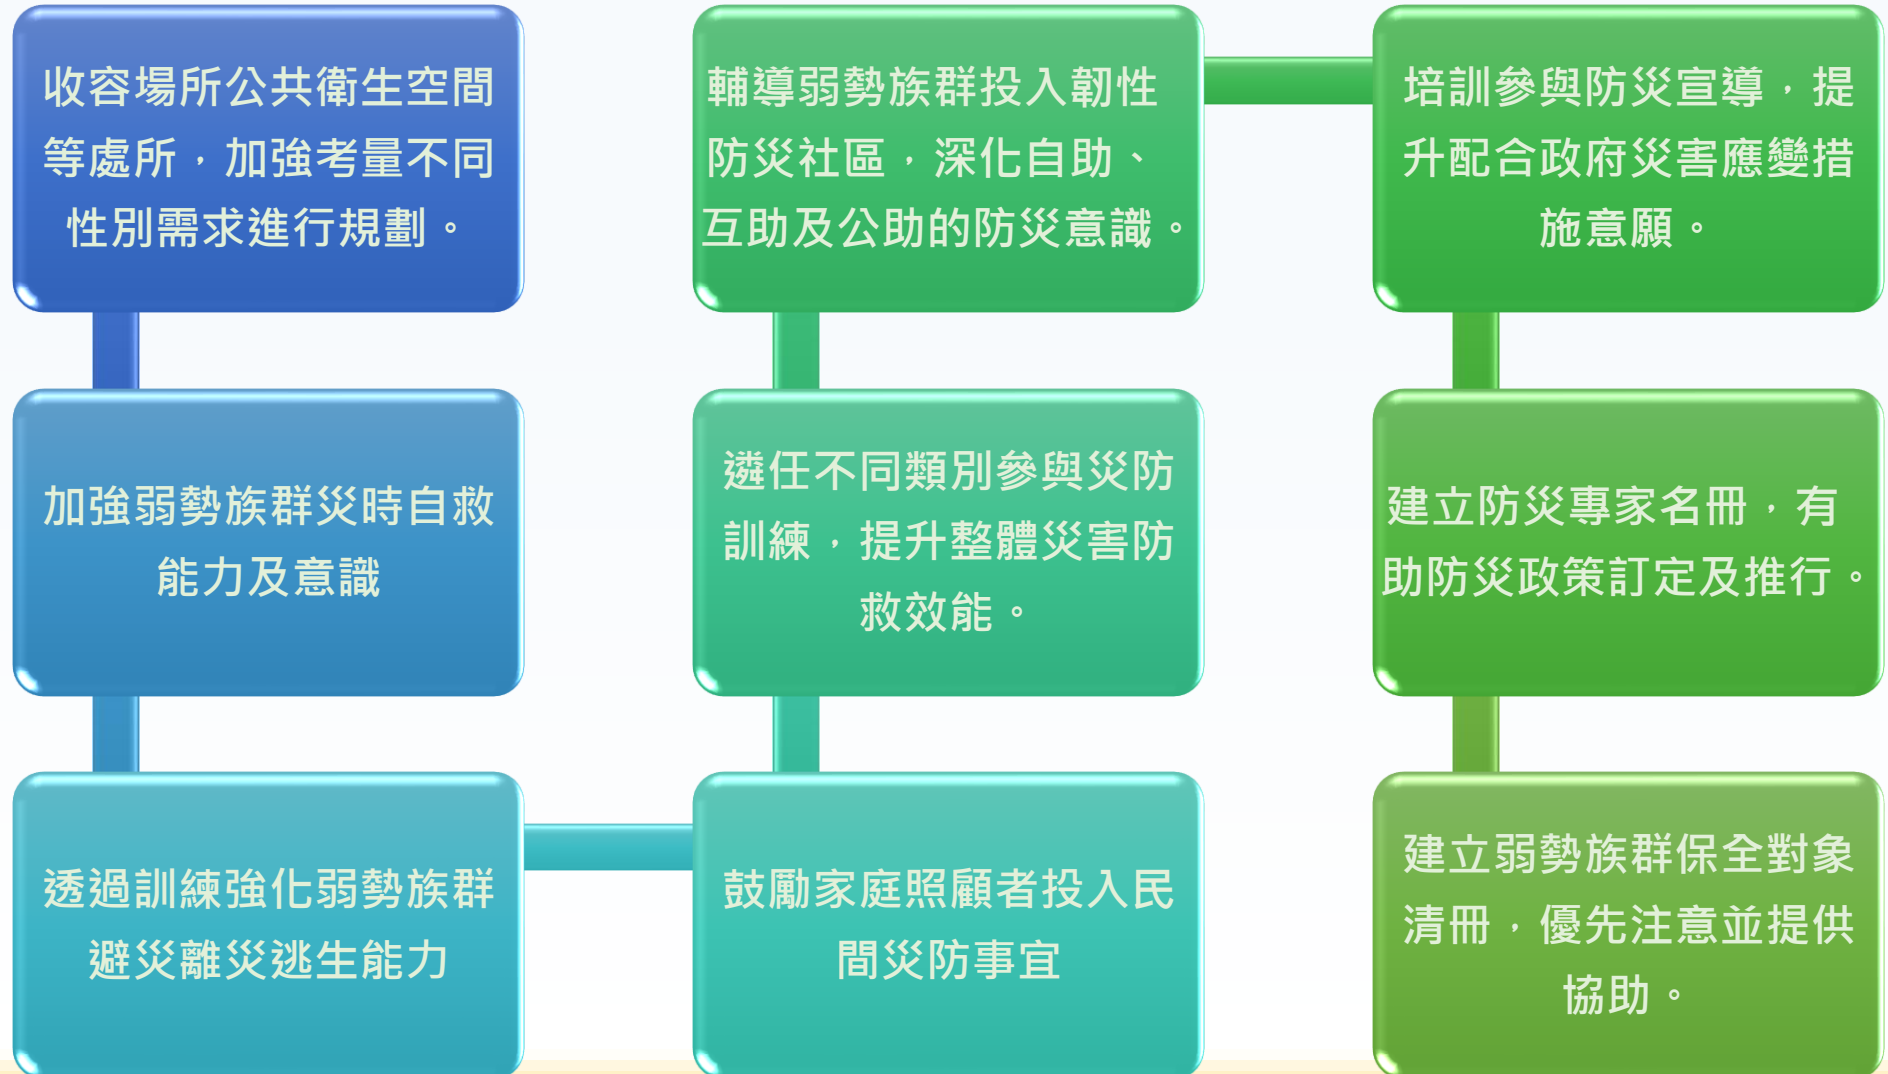 收容場所公共衛生空間
等處所，加強考量不同
性別需求進行規劃。
加強弱勢族群災時自救
能力及意識
透過訓練強化弱勢族群
避災離災逃生能力
鼓勵家庭照顧者投入民
間災防事宜
遴任不同類別參與災防
訓練，提升整體災害防
救效能。
輔導弱勢族群投入韌性
防災社區，深化自助、
互助及公助的防災意識。
培訓參與防災宣導，提
升配合政府災害應變措
施意願。
建立防災專家名冊，有
助防災政策訂定及推行。
建立弱勢族群保全對象
清冊，優先注意並提供
協助。